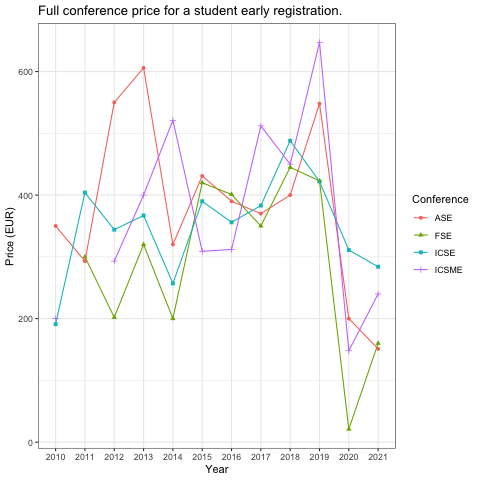 Full conference price for a student early registration.
Price (EUR)
600
400
200
0
2010 2011 2012 2013 2014 2015 2016 2017 2018 2019 2020 2021
Year
Conference
ASE
FSE
ICSE
ICSME